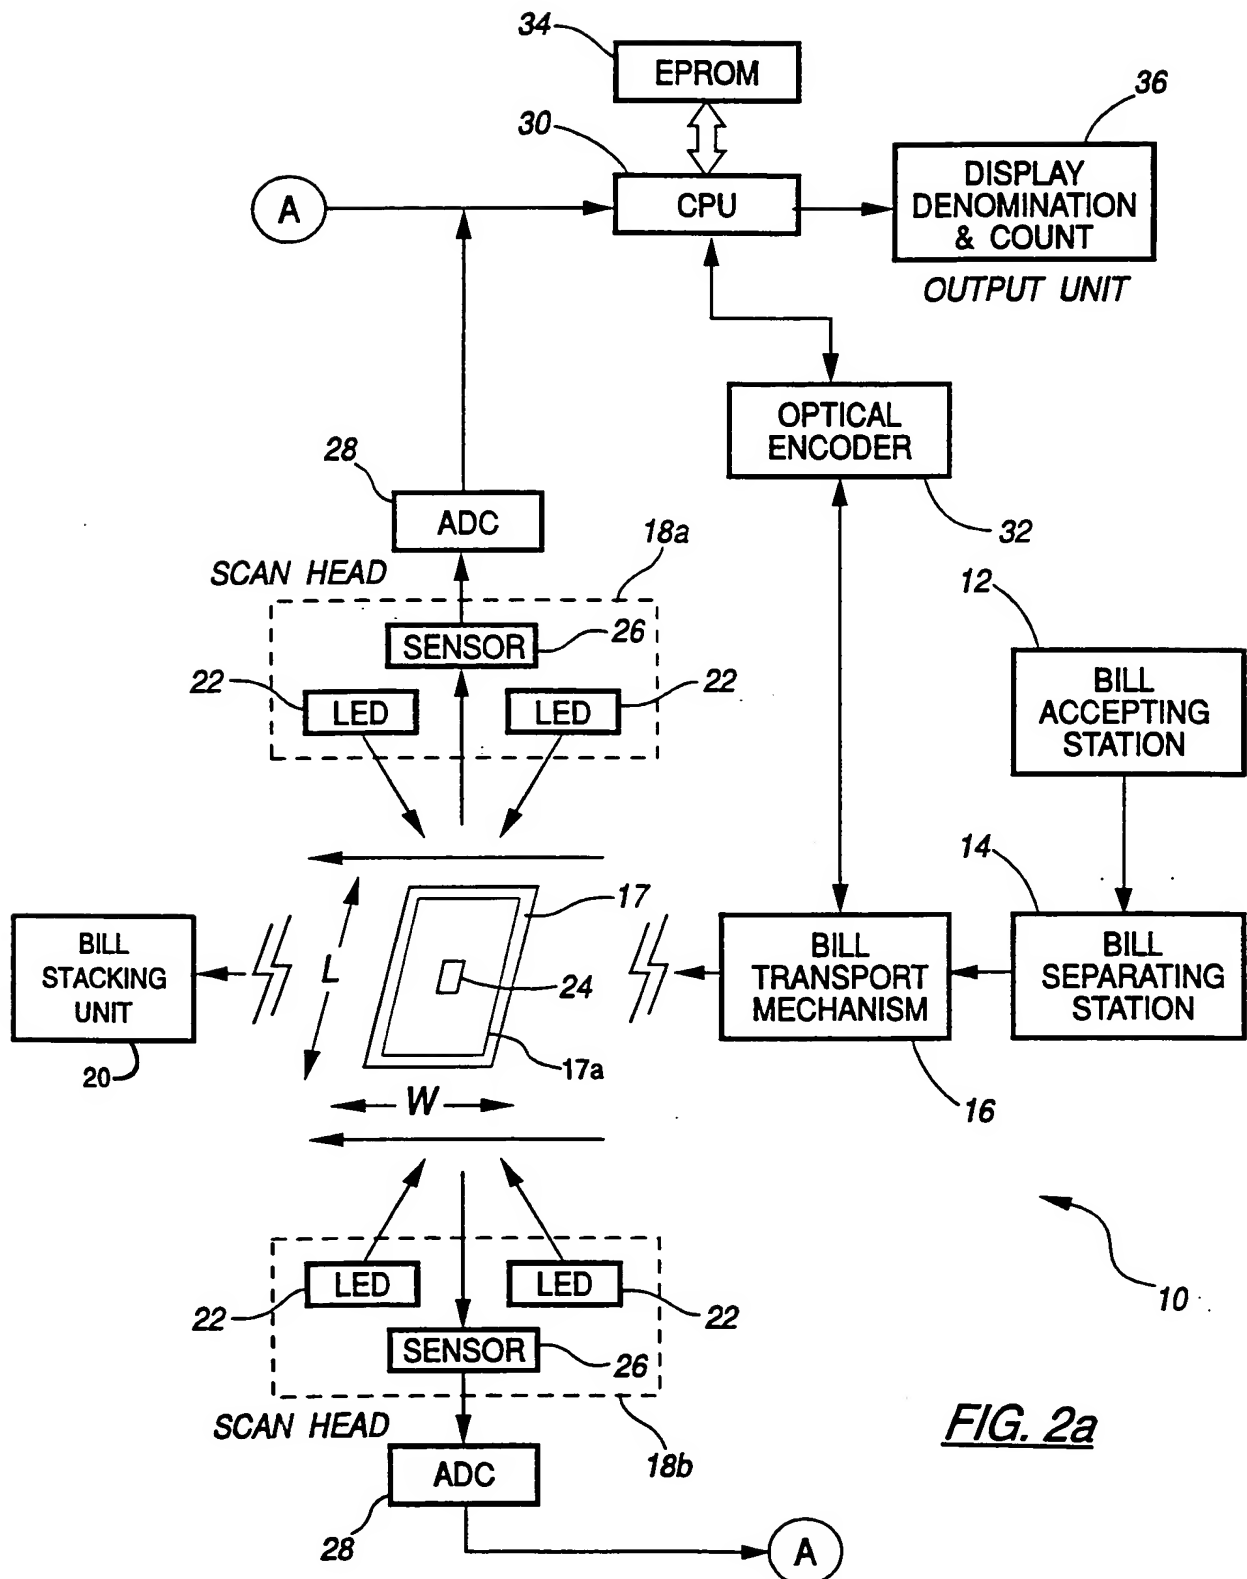 34
EPROM
36
30
A
CPU
DISPLAY
DENOMINATION
& COUNT
OUTPUT UNIT
OPTICAL
ENCODER
28
ADC
32
18a
SCAN HEAD
12
SENSOR
26
22
LED
LED
22
BILL
ACCEPTING
STATION
14
17
BILL
STACKING
UNIT
L
24
BILL
TRANSPORT
MECHANISM
BILL
SEPARATING
STATION
20
17a
W
16
LED
LED
22
22
10
SENSOR
26
SCAN HEAD
18b
FIG. 2a
ADC
28
A